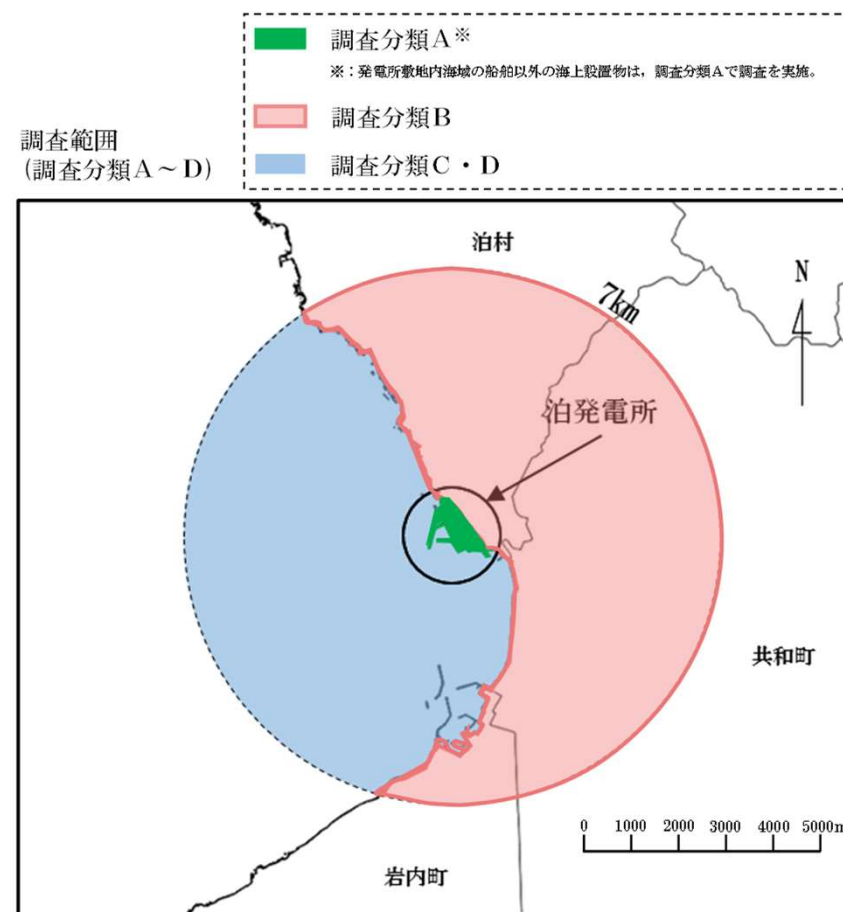 調査分類A※
※：発電所敷地内海域の船舶以外の海上設置物は，調査分類Aで調査を実施。
調査分類B
調査範囲
(調査分類A～D)
調査分類C・D
泊村
7km
N
泊発電所
共和町
0 1000 2000 3000 4000 5000m
岩内町